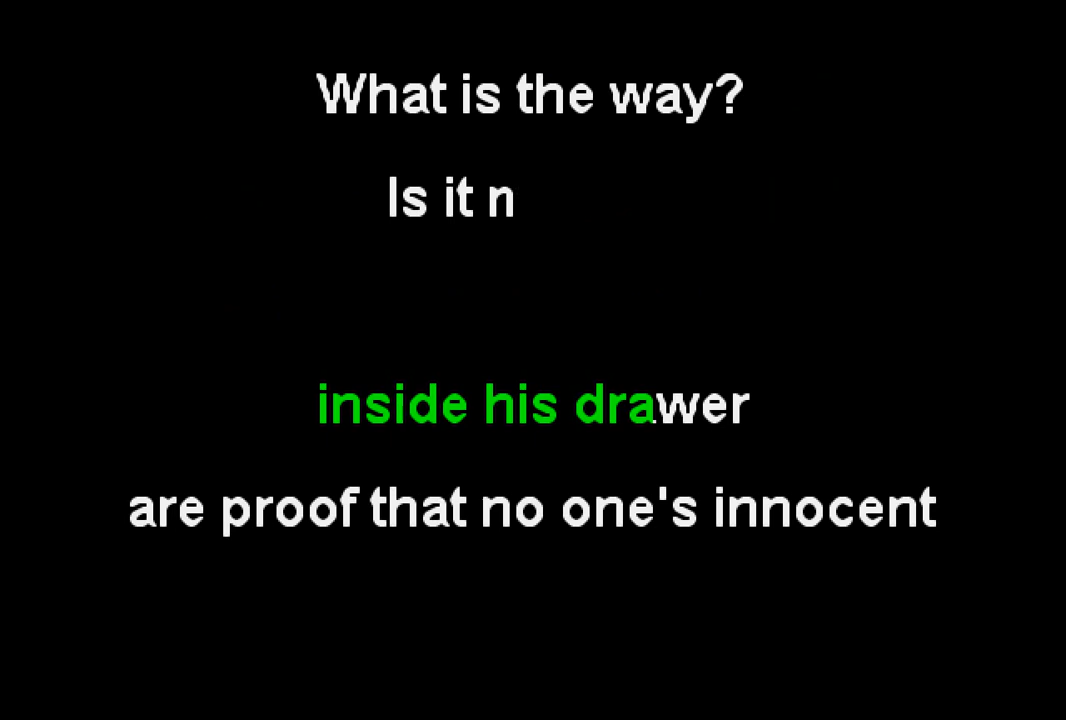 What is the way?
Is it n
inside his drawer
are proof that no one's innocent